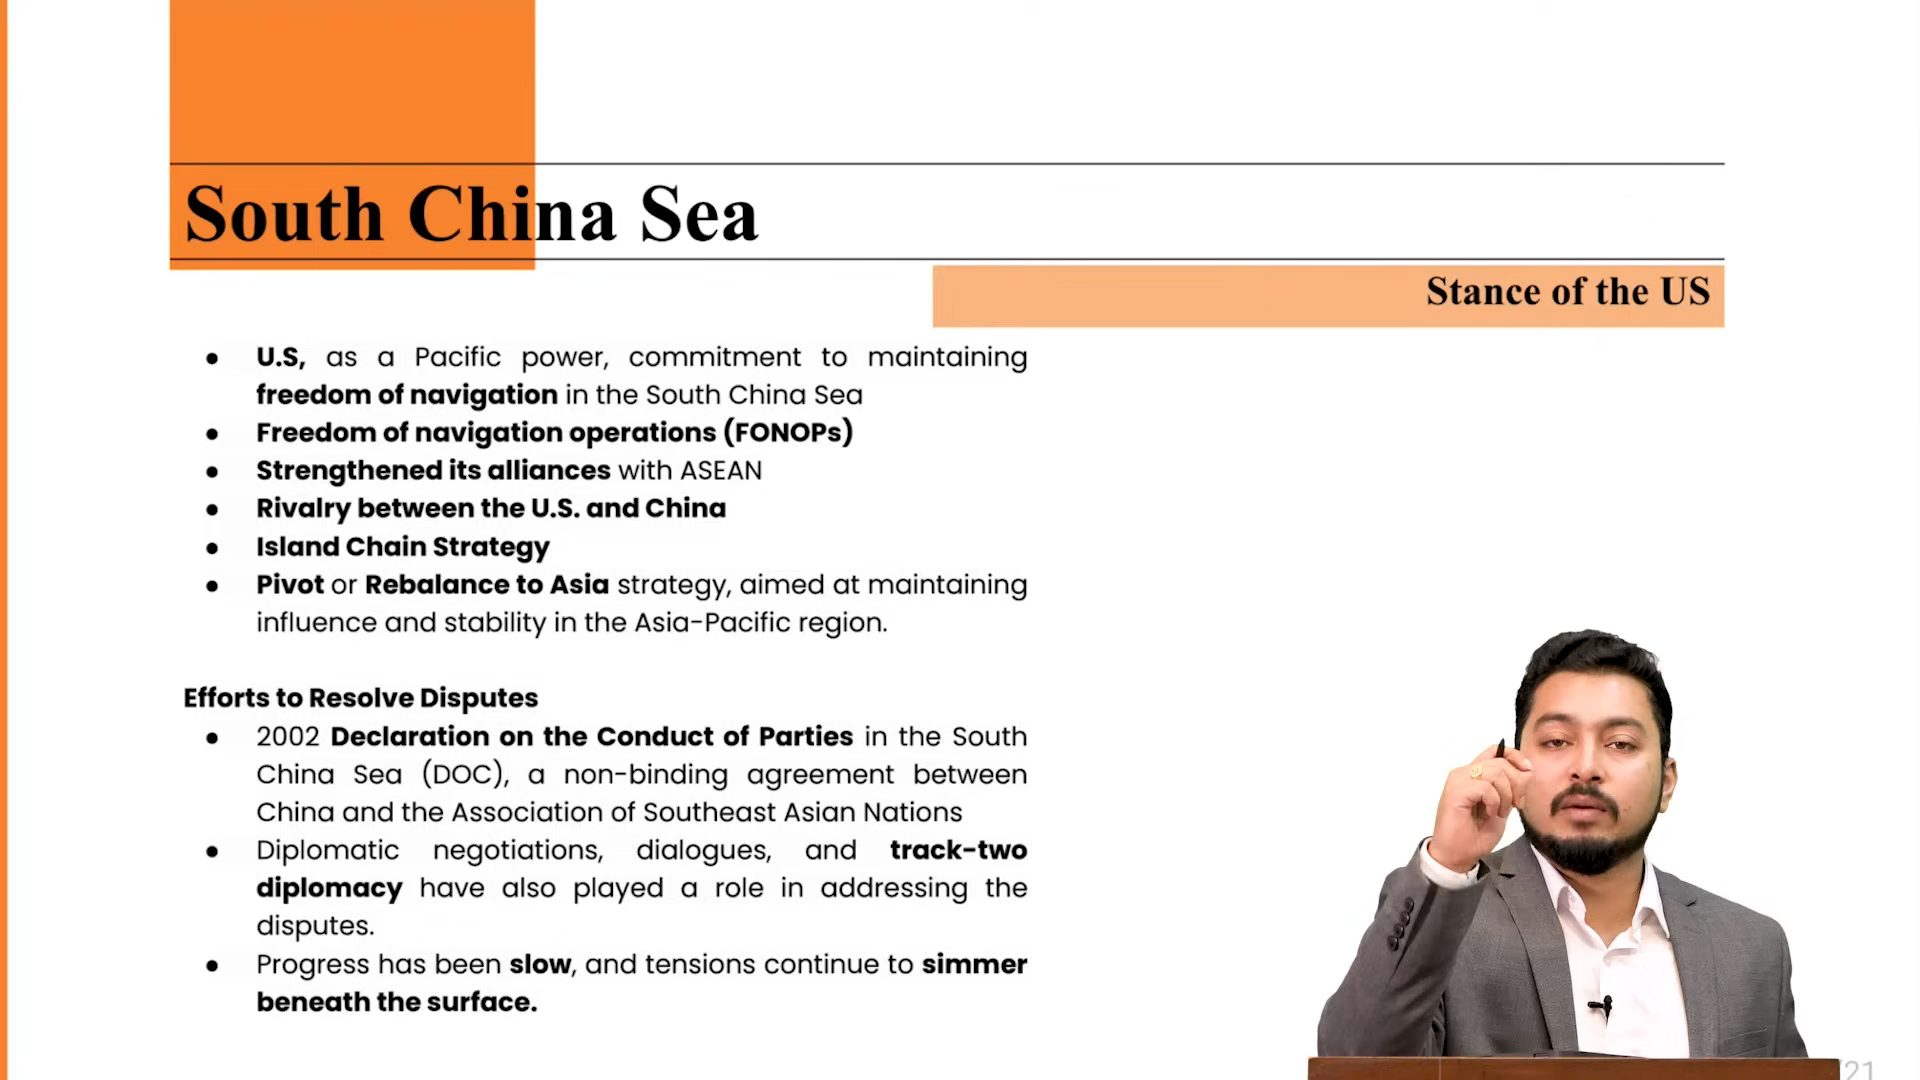 South China Sea
Stance of the US
● U.S, as a Pacific power, commitment to maintaining
freedom of navigation in the South China Sea
● Freedom of navigation operations (FONOPs)
● Strengthened its alliances with ASEAN
● Rivalry between the U.S. and China
● Island Chain Strategy
● Pivot or Rebalance to Asia strategy, aimed at maintaining
influence and stability in the Asia-Pacific region.
Efforts to Resolve Disputes
● 2002 Declaration on the Conduct of Parties in the South
China Sea (DOC), a non-binding agreement between
China and the Association of Southeast Asian Nations
● Diplomatic negotiations, dialogues, and track-two
diplomacy have also played a role in addressing the
disputes.
● Progress has been slow, and tensions continue to simmer
beneath the surface.
/21